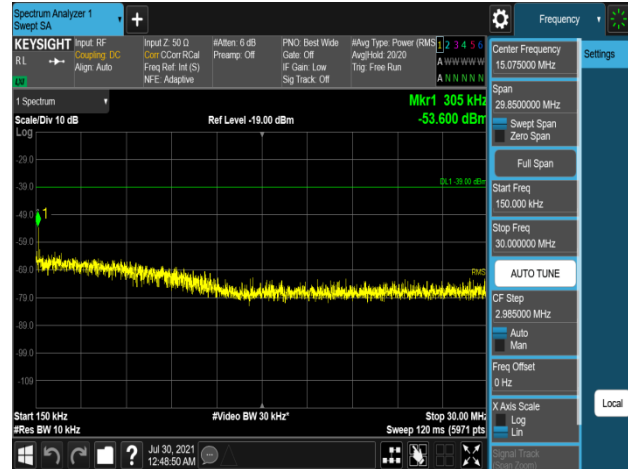 Spectrum Analyzer 1
Swept SA
Frequency
KEYSIGHT
RL
Input: RF
Coupling: DC
Align: Auto
Input Z: 50 Ω
Corr CCorr RCal
Freq Ref: Int (S)
NFE: Adaptive
#Atten: 6 dB
Preamp: Off
PNO: Best Wide
Gate: Off
IF Gain: Low
Sig Track: Off
#Avg Type: Power (RMS
Avg|Hold: 20/20
Trig: Free Run
1 2 3 4 5 6
A W W W W W
A N N N N N
LXI
1 Spectrum
Scale/Div 10 dB
Log
Ref Level -19.00 dBm
Mkr1 305 kHz
-53.600 dBm
-29.0
-39.0
DL1 -39.00 dBm
-49.0
1
-59.0
-69.0
RMS
-79.0
-89.0
-99.0
-109
Start 150 kHz
#Res BW 10 kHz
#Video BW 30 kHz*
Stop 30.00 MHz
Sweep 120 ms (5971 pts
Jul 30, 2021
12:48:50 AM
Center Frequency
15.075000 MHz
Settings
Span
29.8500000 MHz
Swept Span
Zero Span
Full Span
Start Freq
150.000 kHz
Stop Freq
30.000000 MHz
AUTO TUNE
CF Step
2.985000 MHz
Auto
Man
Freq Offset
0 Hz
X Axis Scale
Log
Lin
Local
Signal Track
(Span Zoom)